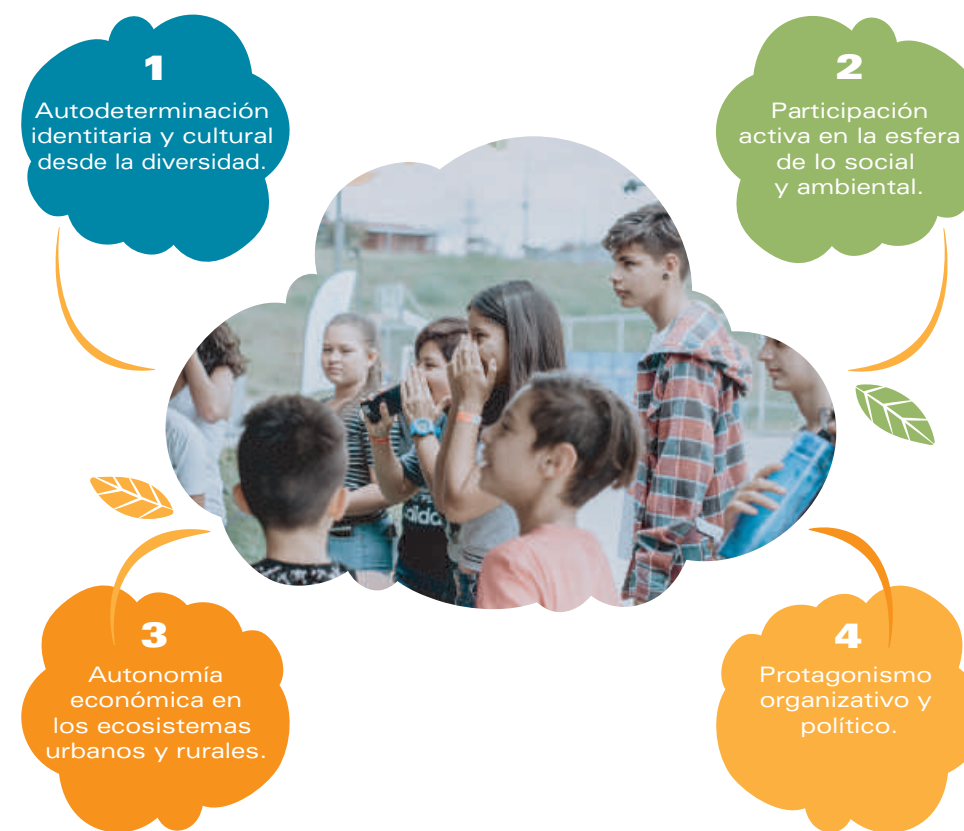 1
Autodeterminación
identitaria y cultural
desde la diversidad.
2
Participación
activa en la esfera
de lo social
y ambiental.
adida
3
Autonomía
económica en
los ecosistemas
urbanos y rurales.
4
Protagonismo
organizativo y
político.